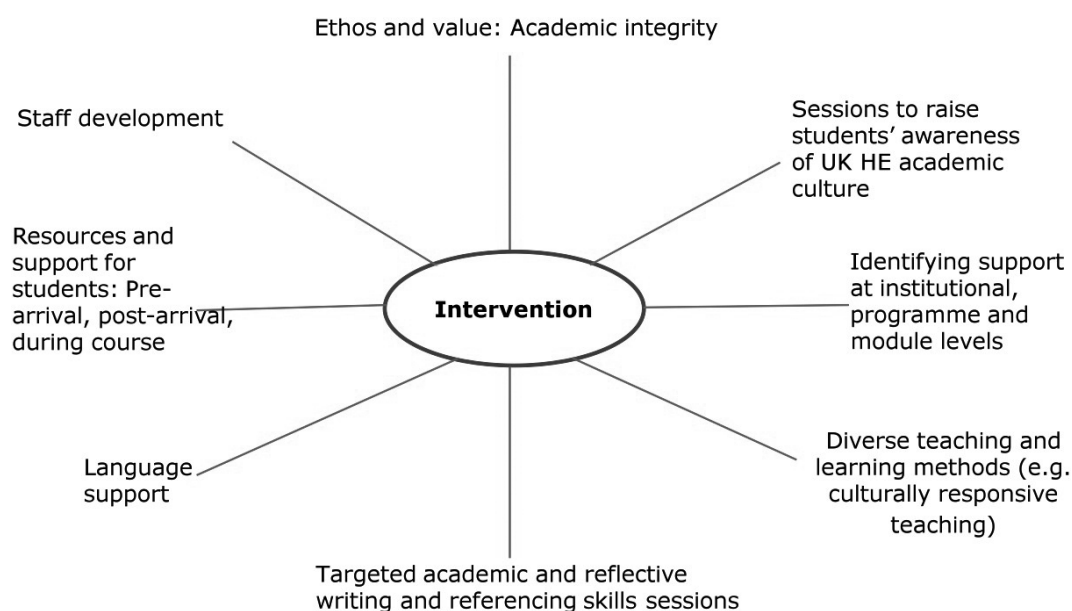 Ethos and value: Academic integrity
Staff development
Sessions to raise
students’ awareness
of UK HE academic
culture
Resources and
support for
students: Pre-
arrival, post-arrival,
during course
Intervention
Identifying support
at institutional,
programme and
module levels
Language
support
Diverse teaching and
learning methods (e.g.
culturally responsive
teaching)
Targeted academic and reflective
writing and referencing skills sessions